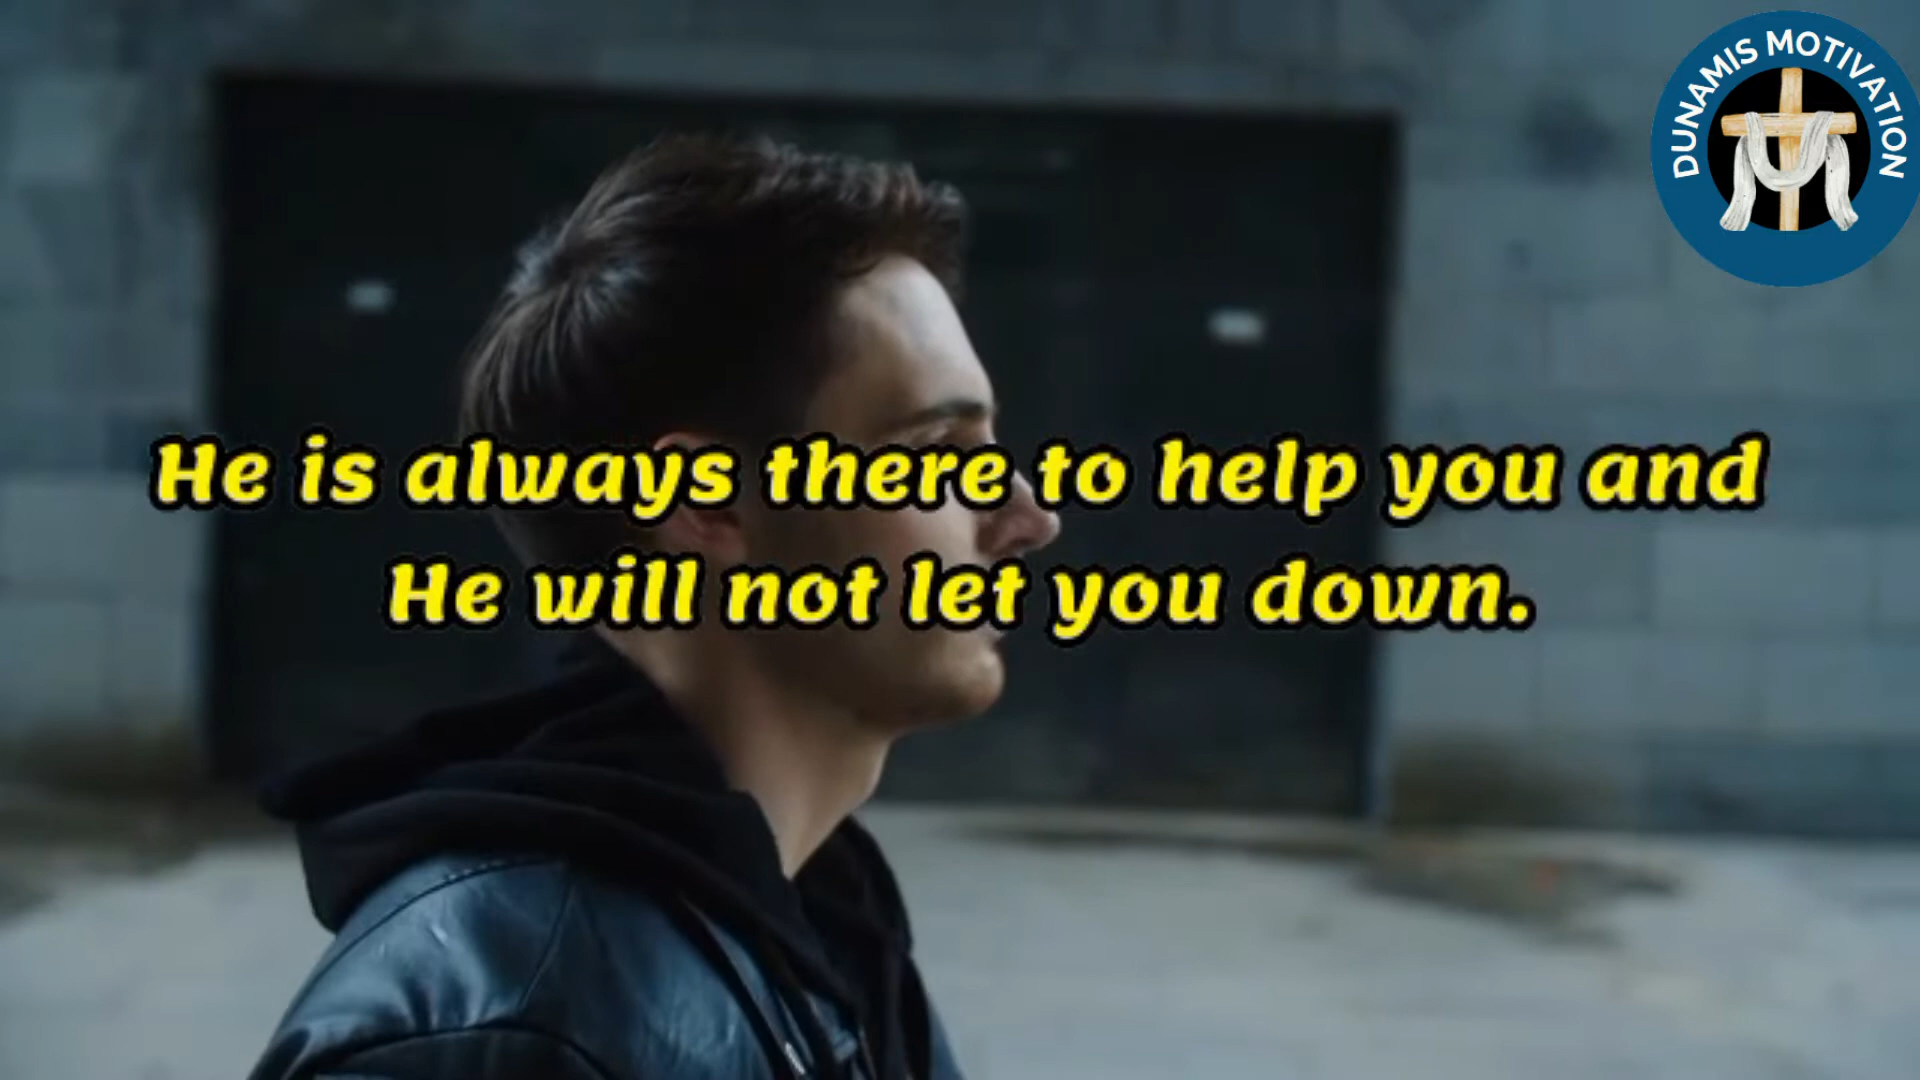 DUNAMIS MOTIVATION
He is always there to help you and
He will not let you down.